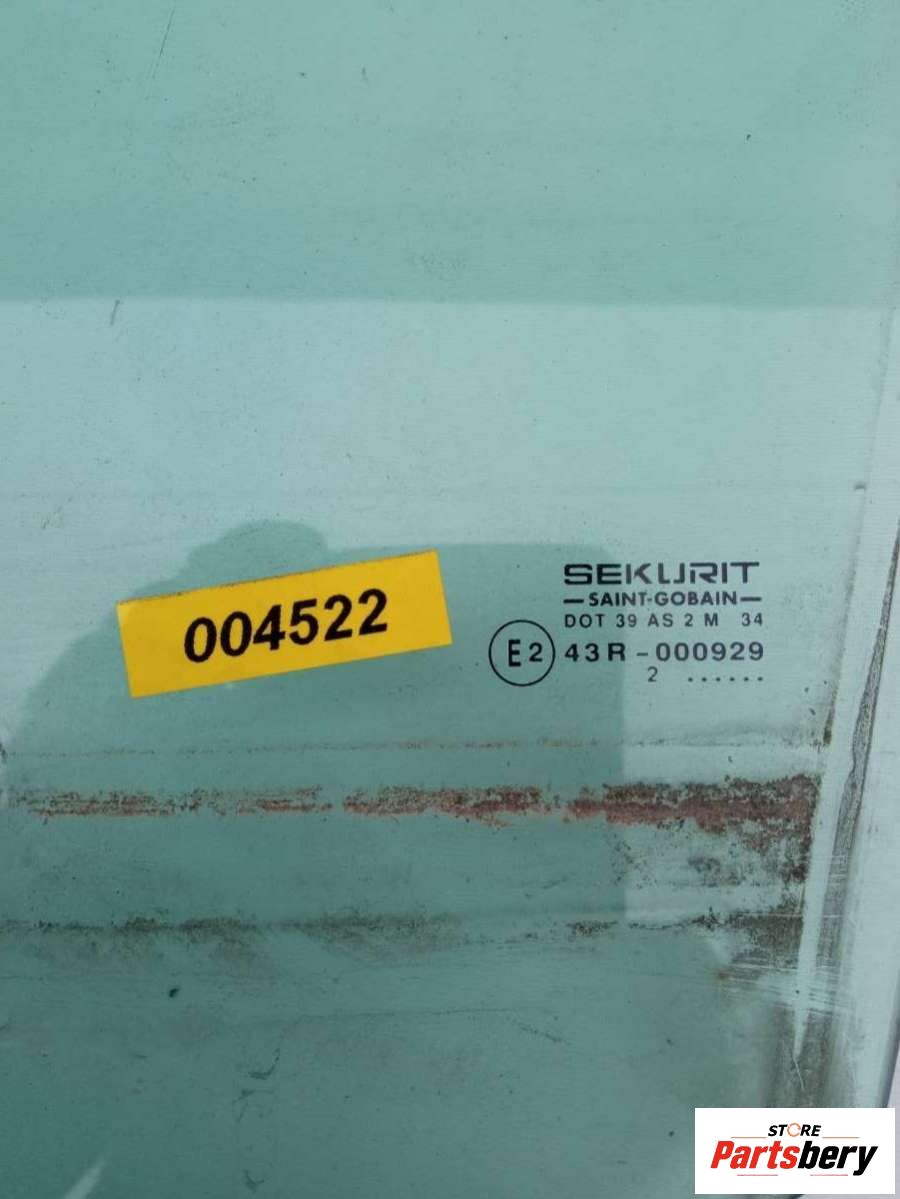 SEKURIT
SAINT-GOBAIN
DOT 39 AS 2 M 34
E2 43R-000929
2 ......
004522
STORE
Partsbery